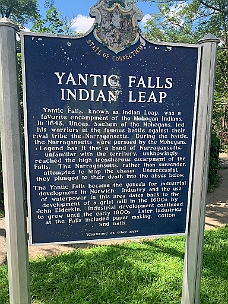 STATE OF CONNECTICUT
YANTIC FALLS
INDIAN LEAP
Yantic Falls, known as Indian Leap, was a
favorite encampment of the Mohegan Indians.
In 1643, Uncas, Sachem of the Mohegans, led
his warriors in the famous battle against their
rival tribe the Narragansetts. During the battle,
the Narragansetts were pursued by the Mohegans.
Legend has it that a band of Narragansetts,
unfamiliar with the territory, unknowingly
reached the high treacherous escarpment of the
Falls. The Narragansetts, rather than surrender
attempted to leap the chasm. Unsuccessful,
they plunged to their death into the abyss below.
The Yantic Falls became the genesis for industrial
development in Norwich. Industry and the use
of waterpower in this area dates back to the
development of a grist mill in the 1660s by
John Elderkin. Industrial development continued
to grow until the early 1900s. Later industries
at the Falls included paper making, cotton
and nails.